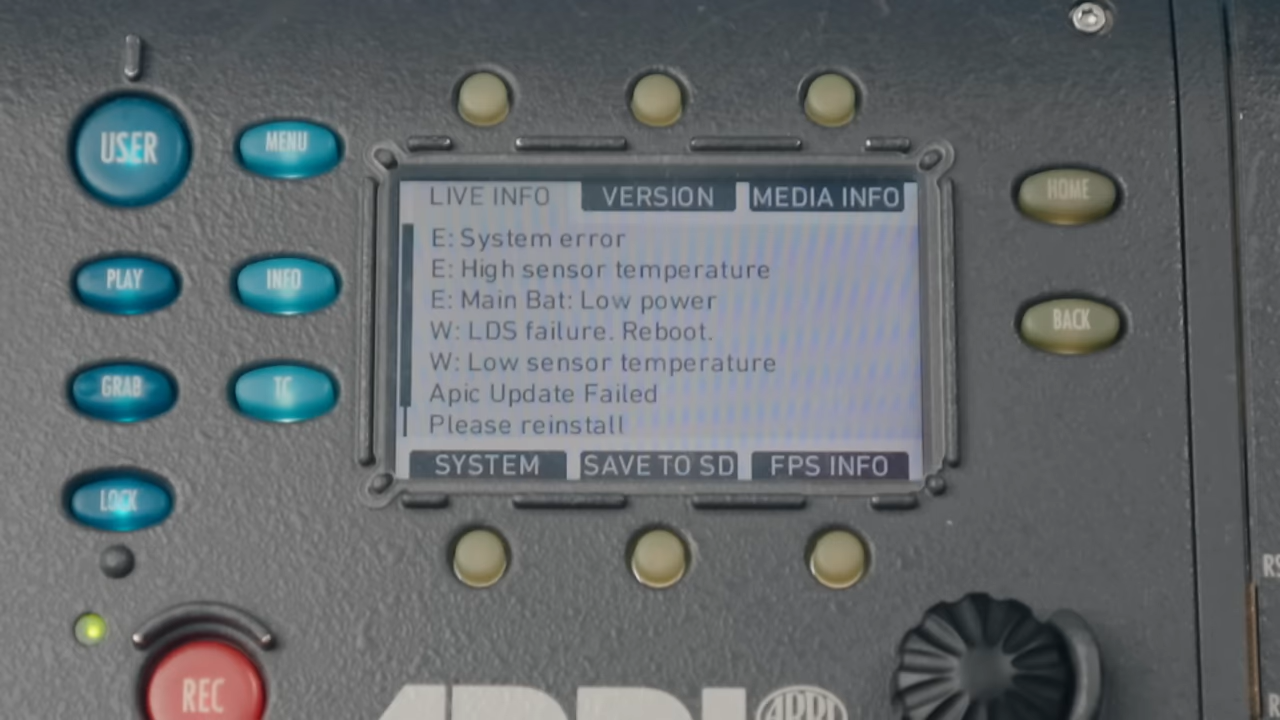 USER
MENU
PLAY
INFO
GRAB
TC
LOCK
REC
LIVE INFO VERSION MEDIA INFO
E: System error
E: High sensor temperature
E: Main Bat: Low power
W: LDS failure. Reboot.
W: Low sensor temperature
Apic Update Failed
Please reinstall
SYSTEM SAVE TO SD FPS INFO
HOME
BACK
ARRI
ARRI